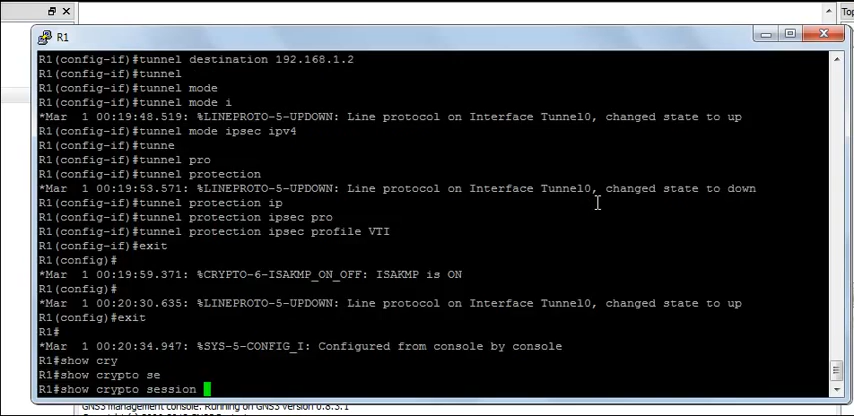 Top
R1
R1(config-if)#tunnel destination 192.168.1.2
R1(config-if)#tunnel
R1(config-if)#tunnel mode
R1(config-if)#tunnel mode i
*Mar  1 00:19:48.519: %LINEPROTO-5-UPDOWN: Line protocol on Interface Tunnel0, changed state to up
R1(config-if)#tunnel mode ipsec ipv4
R1(config-if)#tunne
R1(config-if)#tunnel pro
R1(config-if)#tunnel protection
*Mar  1 00:19:53.571: %LINEPROTO-5-UPDOWN: Line protocol on Interface Tunnel0, changed state to down
R1(config-if)#tunnel protection ip
R1(config-if)#tunnel protection ipsec pro
R1(config-if)#tunnel protection ipsec profile VTI
R1(config-if)#exit
R1(config)#
*Mar  1 00:19:59.371: %CRYPTO-6-ISAKMP_ON_OFF: ISAKMP is ON
R1(config)#
*Mar  1 00:20:30.635: %LINEPROTO-5-UPDOWN: Line protocol on Interface Tunnel0, changed state to up
R1(config)#exit
R1#
*Mar  1 00:20:34.947: %SYS-5-CONFIG_I: Configured from console by console
R1#show cry
R1#show crypto se
R1#show crypto session
GNS3 management console. Running on GNS3 version 0.8.3.1